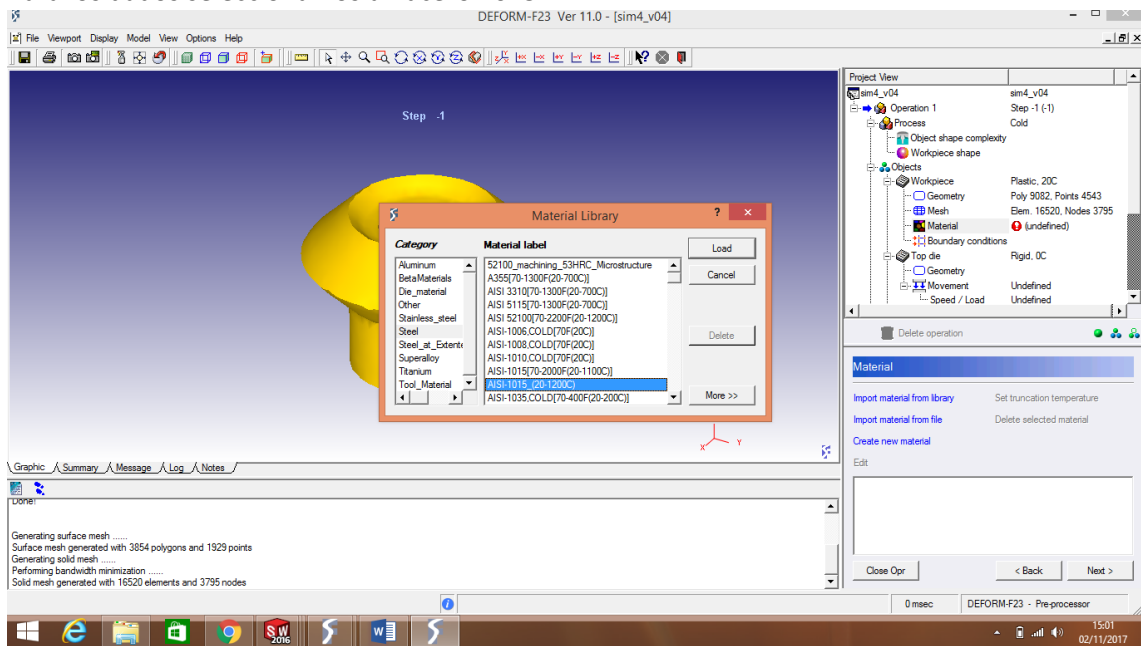 DEFORM-F23 Ver 11.0 - [sim4_v04]
File Viewport Display Model View Options Help
Step -1
Project View
sim4_v04 sim4_v04
Operation 1 Step -1 (-1)
Process Cold
Object shape complexity
Workpiece shape
Objects
Workpiece Plastic, 20C
Geometry Poly 9082, Points 4543
Mesh Elem. 16520, Nodes 3795
Material (undefined)
Boundary conditions
Top die Rigid, 0C
Geometry
Movement Undefined
Speed / Load Undefined
Delete operation
Material
Import material from library Set truncation temperature
Import material from file Delete selected material
Create new material
Edit
Close Opr < Back Next >
Material Library ? ×
Category Material label
Aluminum
BetaMaterials
Die_material
Other
Stainless_steel
Steel
Steel_at_Extente
Superalloy
Titanium
Tool_Material
52100_machining_53HRC_Microstructure
A355[70-1300F(20-700C)]
AISI 3310[70-1300F(20-700C)]
AISI 5115[70-1300F(20-700C)]
AISI 52100[70-2200F(20-1200C)]
AISI-1006,COLD[70F(20C)]
AISI-1008,COLD[70F(20C)]
AISI-1010,COLD[70F(20C)]
AISI-1015[70-2000F(20-1100C)]
AISI-1015_(20-1200C)
AISI-1035,COLD[70-400F(20-200C)]
Load
Cancel
Delete
More >>
X Y
Graphic Summary Message Log Notes
Done!
Generating surface mesh ......
Surface mesh generated with 3854 polygons and 1929 points
Generating solid mesh ......
Performing bandwidth minimization ......
Solid mesh generated with 16520 elements and 3795 nodes
0 msec DEFORM-F23 - Pre-processor
SW 2016
15:01
02/11/2017